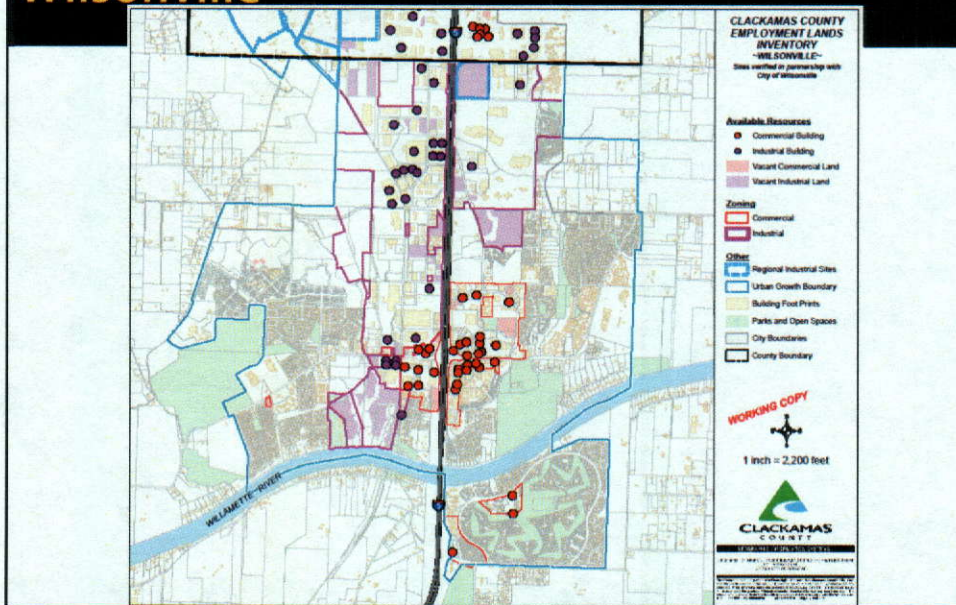 Wilsonville
CLACKAMAS COUNTY
EMPLOYMENT LANDS
INVENTORY
~WILSONVILLE~
Sites verified in partnership with
City of Wilsonville
Available Resources
Commercial Building
Industrial Building
Vacant Commercial Land
Vacant Industrial Land
Zoning
Commercial
Industrial
Other
Regional Industrial Sites
Urban Growth Boundary
Building Foot Prints
Parks and Open Spaces
City Boundaries
County Boundary
WORKING COPY
1 inch = 2,200 feet
CLACKAMAS
COUNTY
WILLAMETTE RIVER